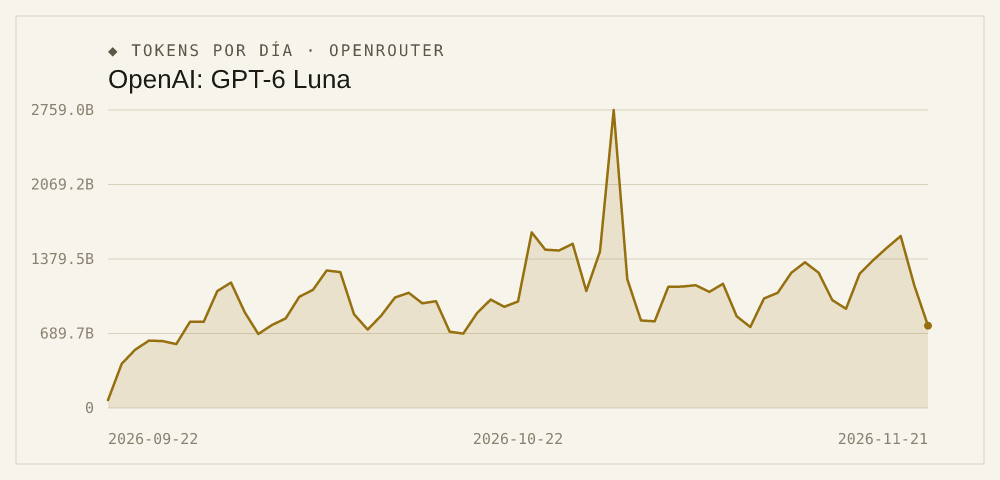 ◆ TOKENS POR DÍA · OPENROUTER
OpenAI: GPT-6 Luna
2759.0B
2069.2B
1379.5B
689.7B
0
2026-09-22 2026-10-22 2026-11-21